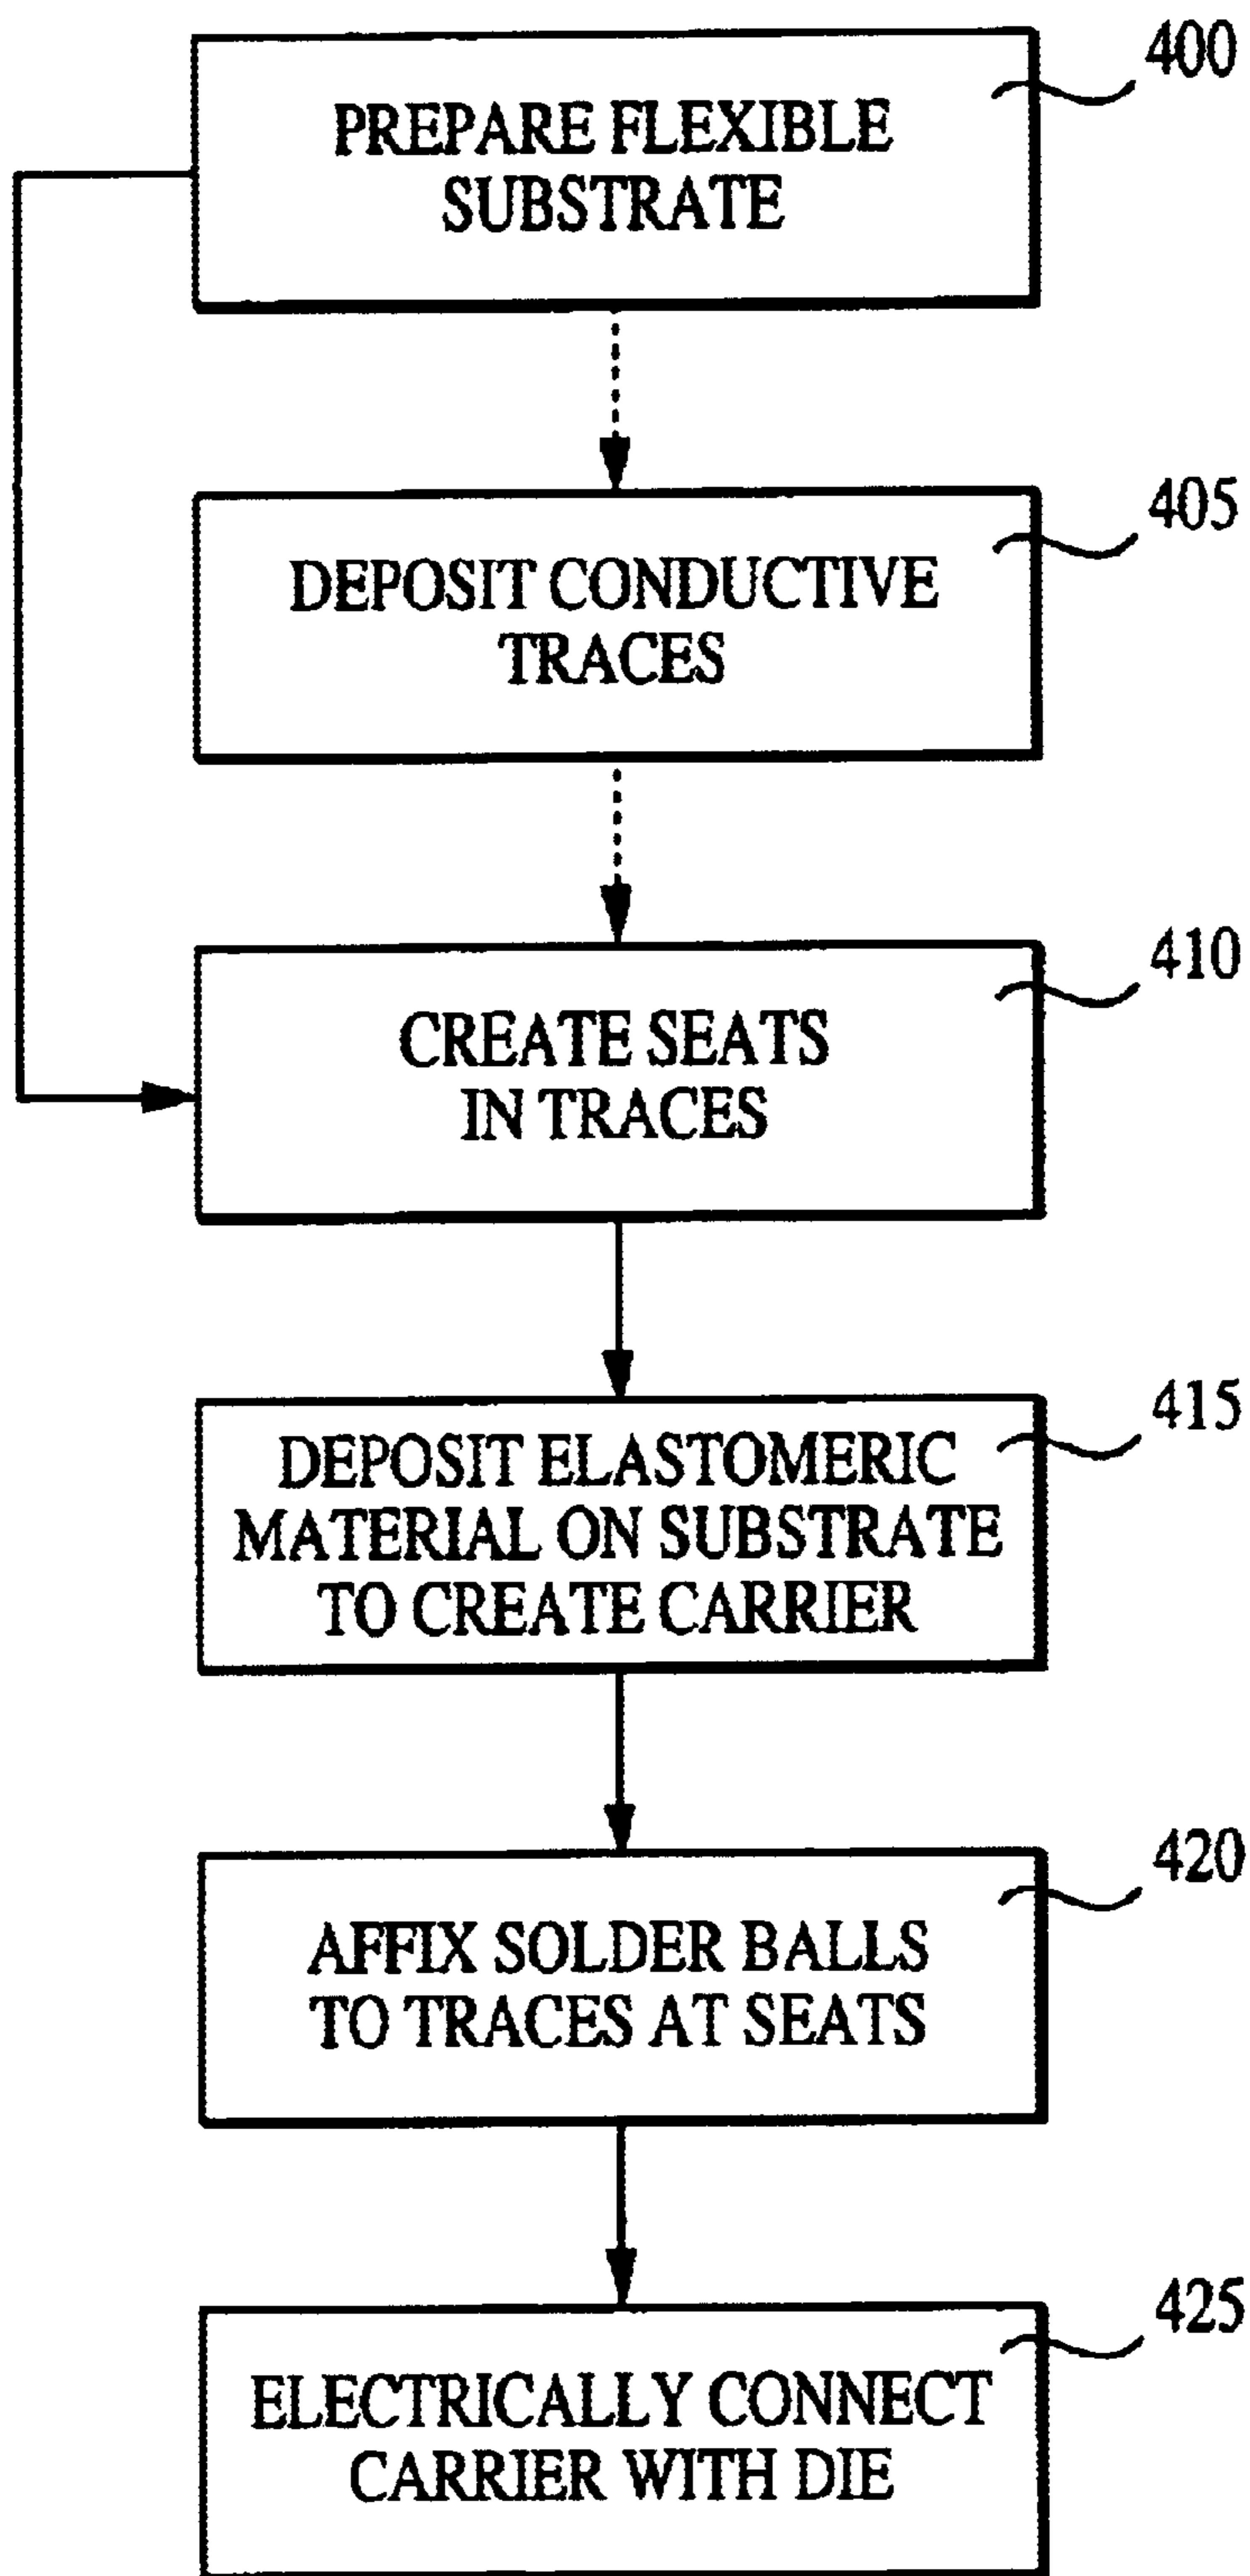 400
PREPARE FLEXIBLE
SUBSTRATE
405
DEPOSIT CONDUCTIVE
TRACES
410
CREATE SEATS
IN TRACES
415
DEPOSIT ELASTOMERIC
MATERIAL ON SUBSTRATE
TO CREATE CARRIER
420
AFFIX SOLDER BALLS
TO TRACES AT SEATS
425
ELECTRICALLY CONNECT
CARRIER WITH DIE